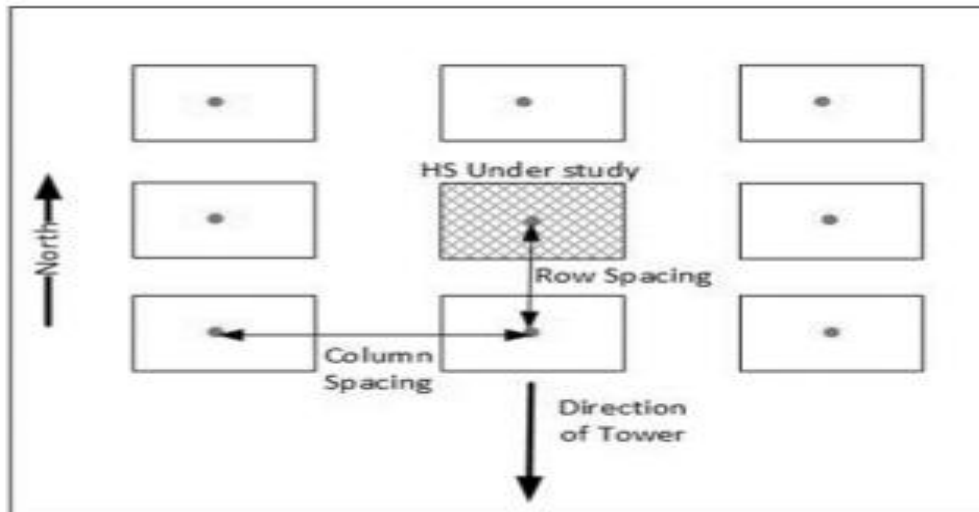 HS Under study
North
Row Spacing
Column
Spacing
Direction
of Tower